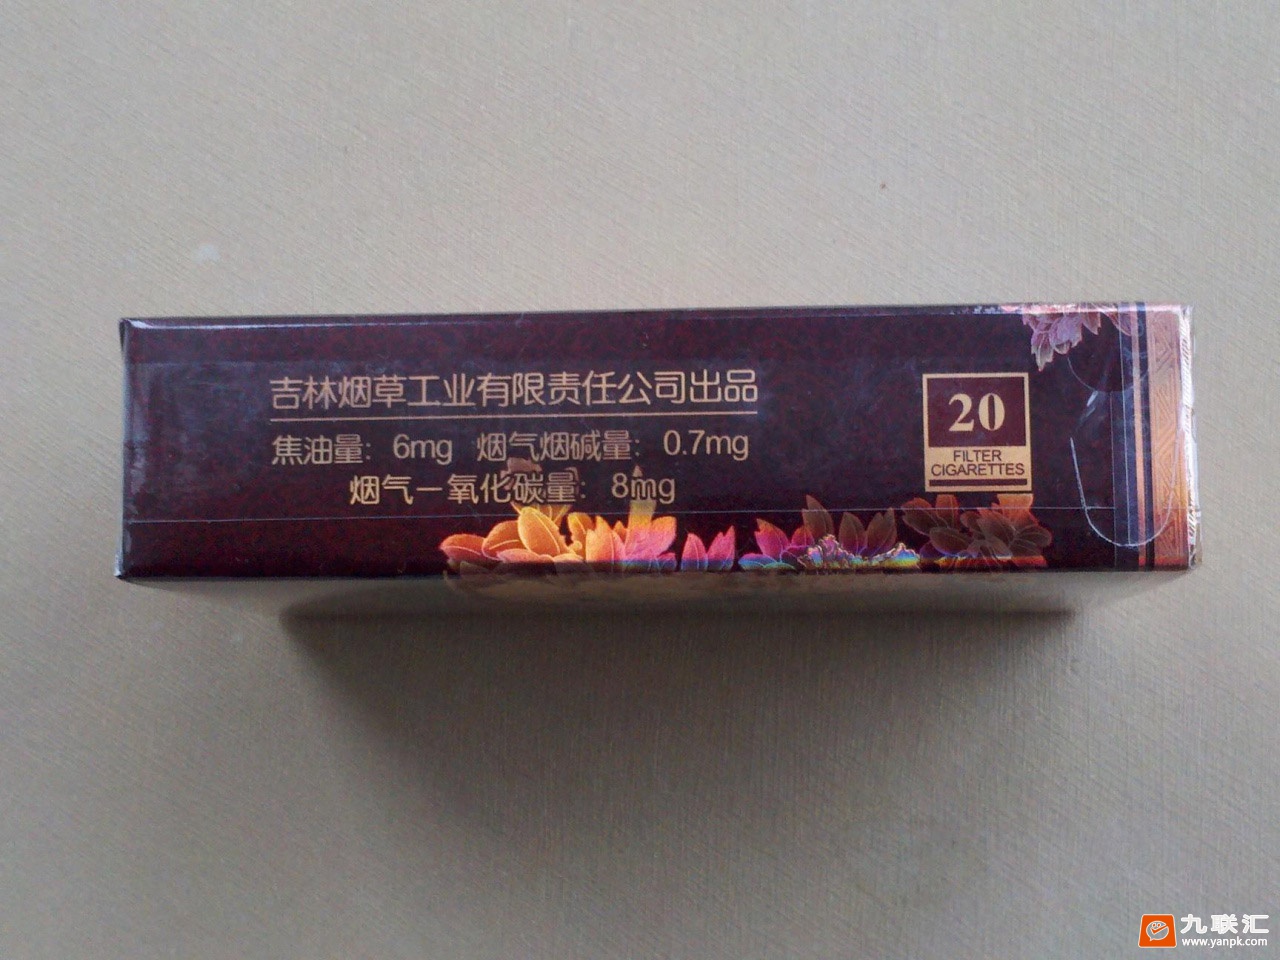 吉林烟草工业有限责任公司出品
焦油量: 6mg 烟气烟碱量: 0.7mg
烟气一氧化碳量: 8mg
20
FILTER
CIGARETTES
九联汇
www.yanpk.com